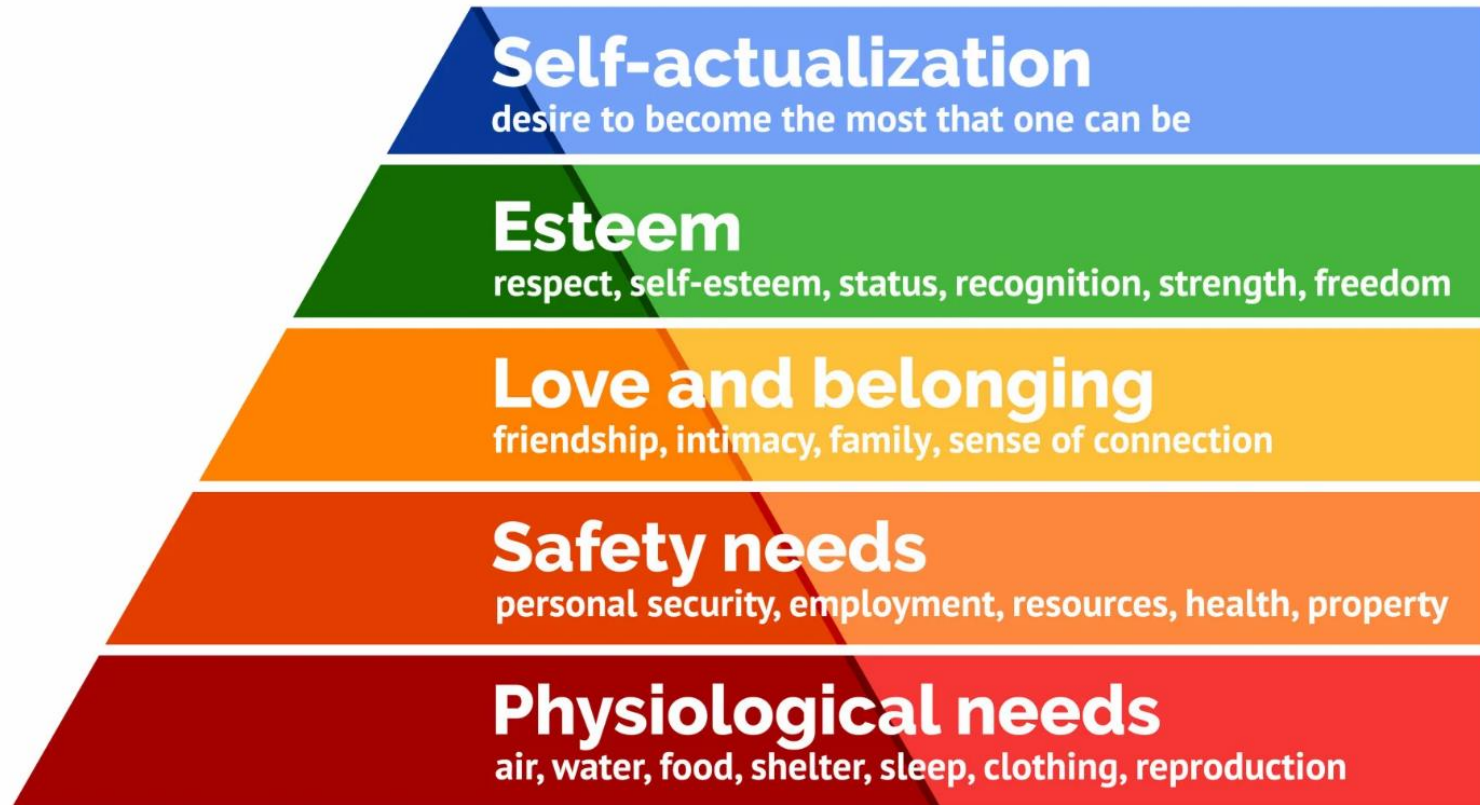 Self-actualization
desire to become the most that one can be
Esteem
respect, self-esteem, status, recognition, strength, freedom
Love and belonging
friendship, intimacy, family, sense of connection
Safety needs
personal security, employment, resources, health, property
Physiological needs
air, water, food, shelter, sleep, clothing, reproduction